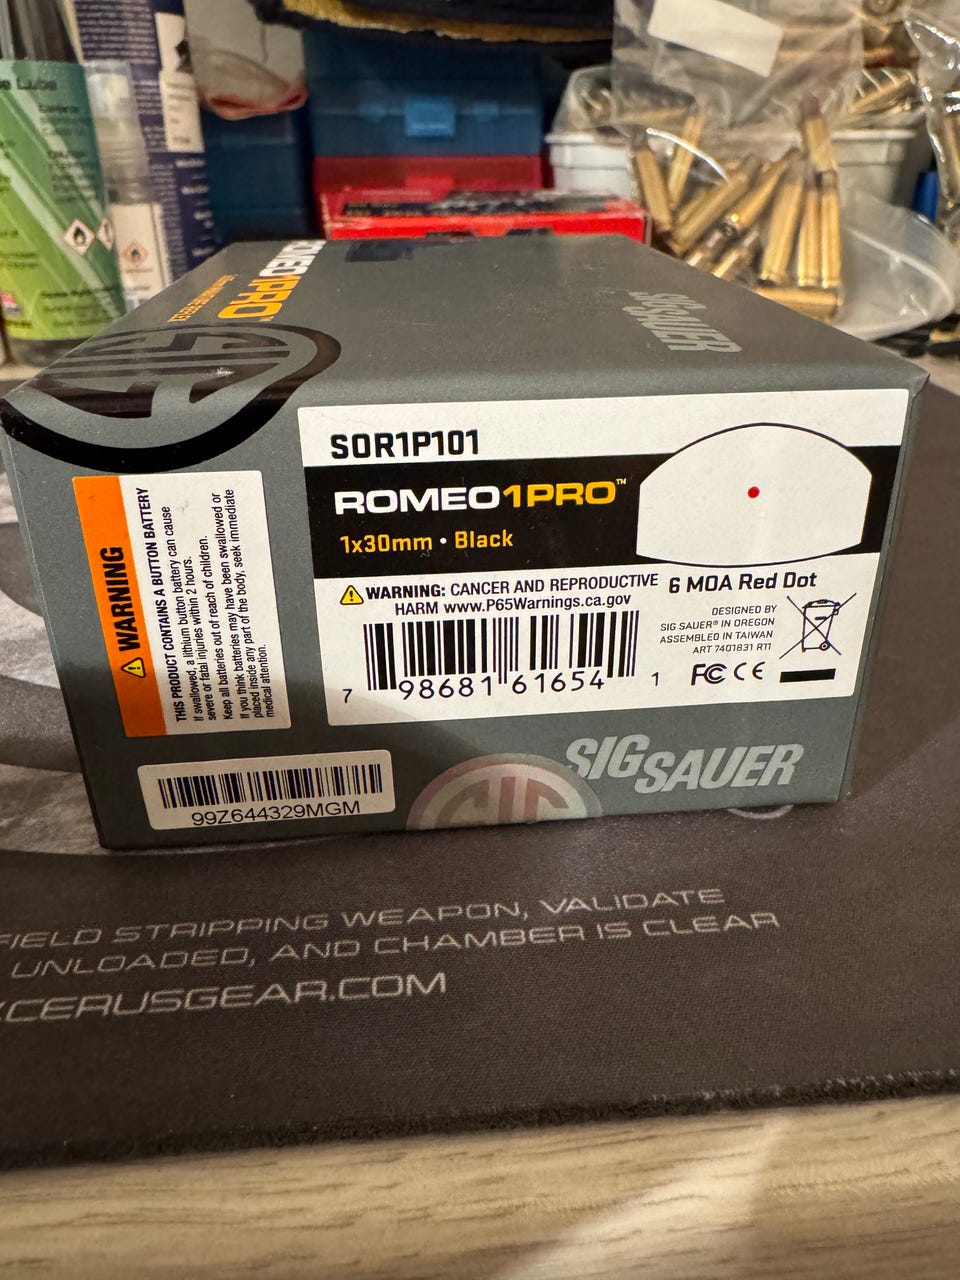 ROMEO1PRO™
SIG SAUER
SIG
SOR1P101
ROMEO1PRO™
1x30mm • Black
WARNING: CANCER AND REPRODUCTIVE
HARM www.P65Warnings.ca.gov
6 MOA Red Dot
DESIGNED BY
SIG SAUER® IN OREGON
ASSEMBLED IN TAIWAN
ART 7401831 R11
FC CE
7 98681 61654 1
WARNING
THIS PRODUCT CONTAINS A BUTTON BATTERY
If swallowed, a lithium button battery can cause
severe or fatal injuries within 2 hours.
Keep all batteries out of reach of children.
If you think batteries may have been swallowed or
placed inside any part of the body, seek immediate
medical attention.
99Z644329MGM
SIG
SIG SAUER
FIELD STRIPPING WEAPON, VALIDATE
UNLOADED, AND CHAMBER IS CLEAR
CERUSGEAR.COM